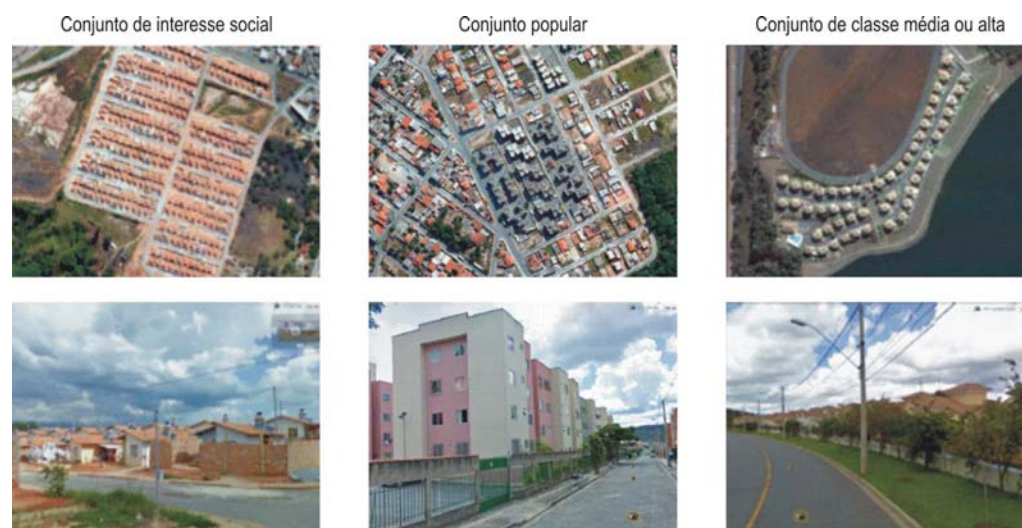 Conjunto de interesse social
Conjunto popular
Conjunto de classe média ou alta